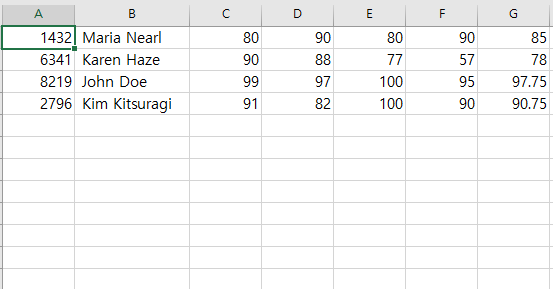 A B C D E F G
1432 Maria Nearl 80 90 80 90 85
6341 Karen Haze 90 88 77 57 78
8219 John Doe 99 97 100 95 97.75
2796 Kim Kitsuragi 91 82 100 90 90.75